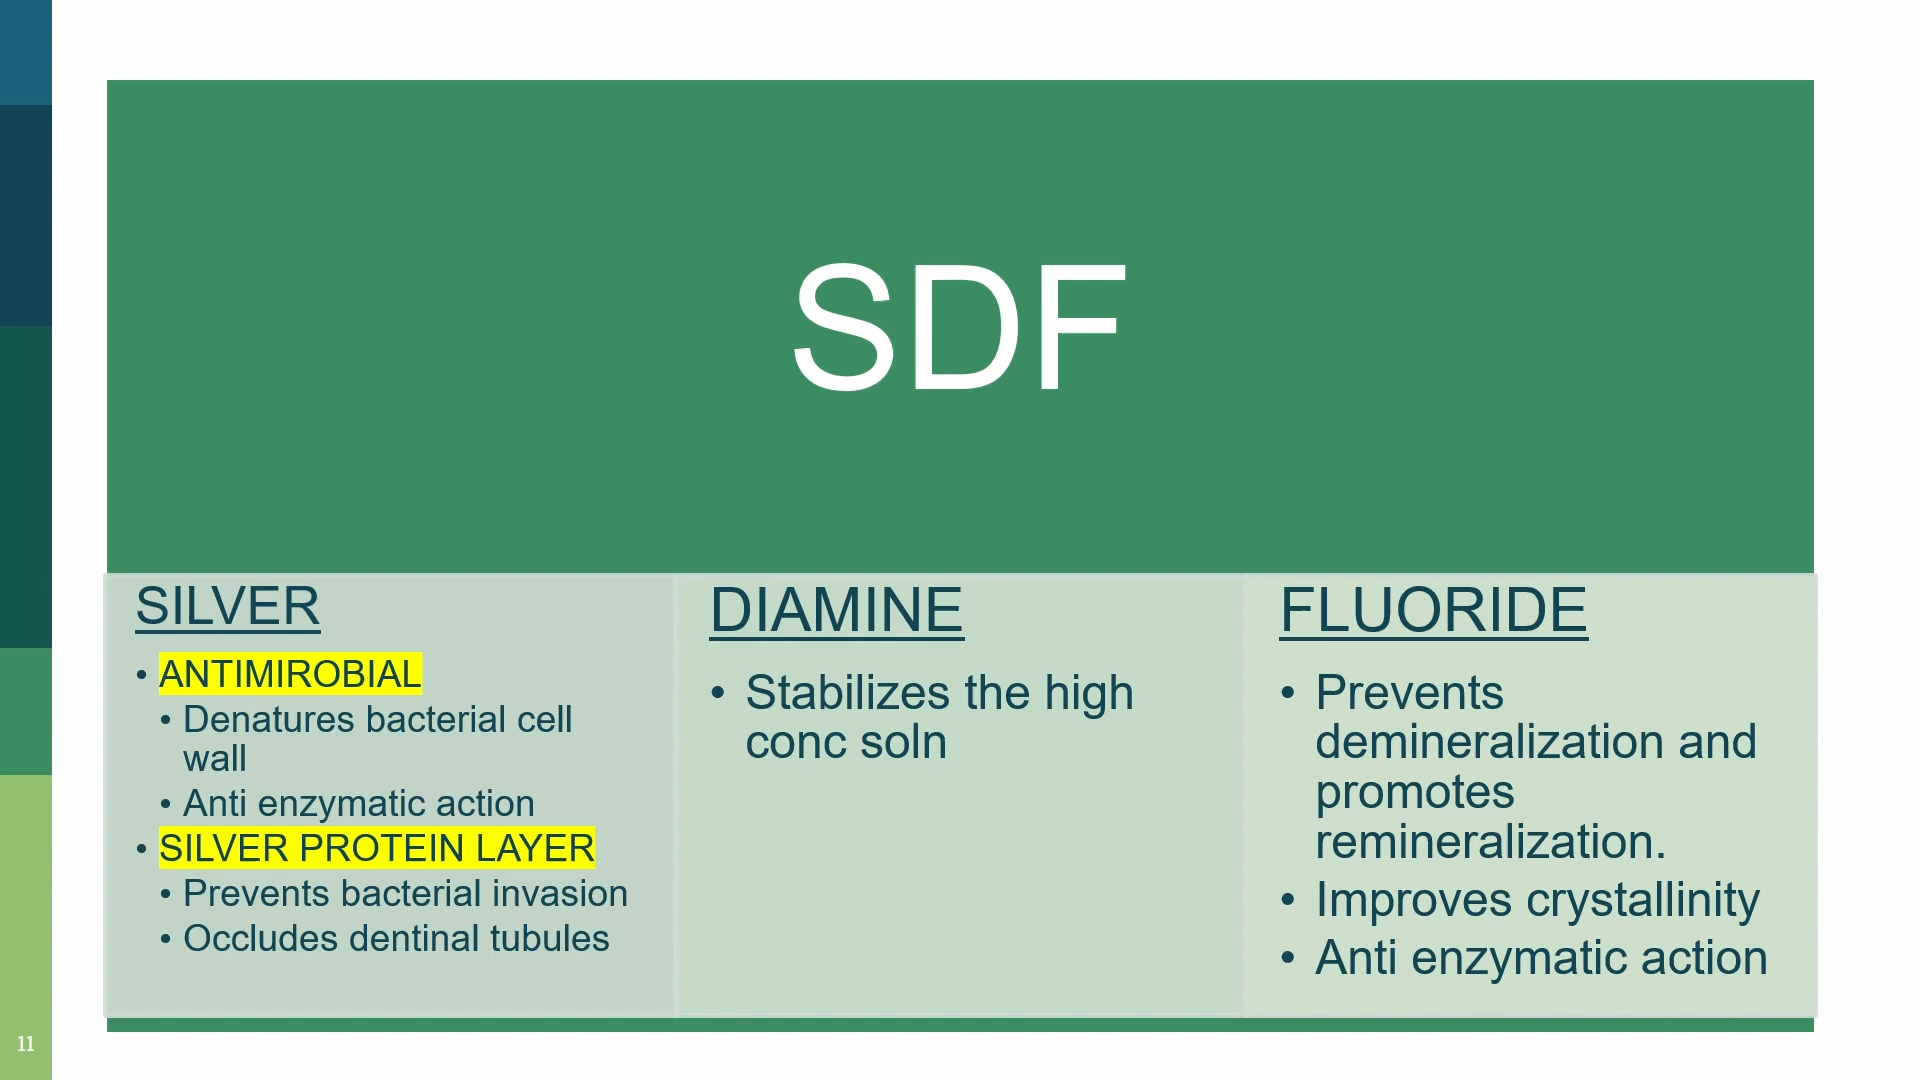 SDF
SILVER
• ANTIMIROBIAL
• Denatures bacterial cell
wall
• Anti enzymatic action
• SILVER PROTEIN LAYER
• Prevents bacterial invasion
• Occludes dentinal tubules
DIAMINE
• Stabilizes the high
conc soln
FLUORIDE
• Prevents
demineralization and
promotes
remineralization.
• Improves crystallinity
• Anti enzymatic action
11